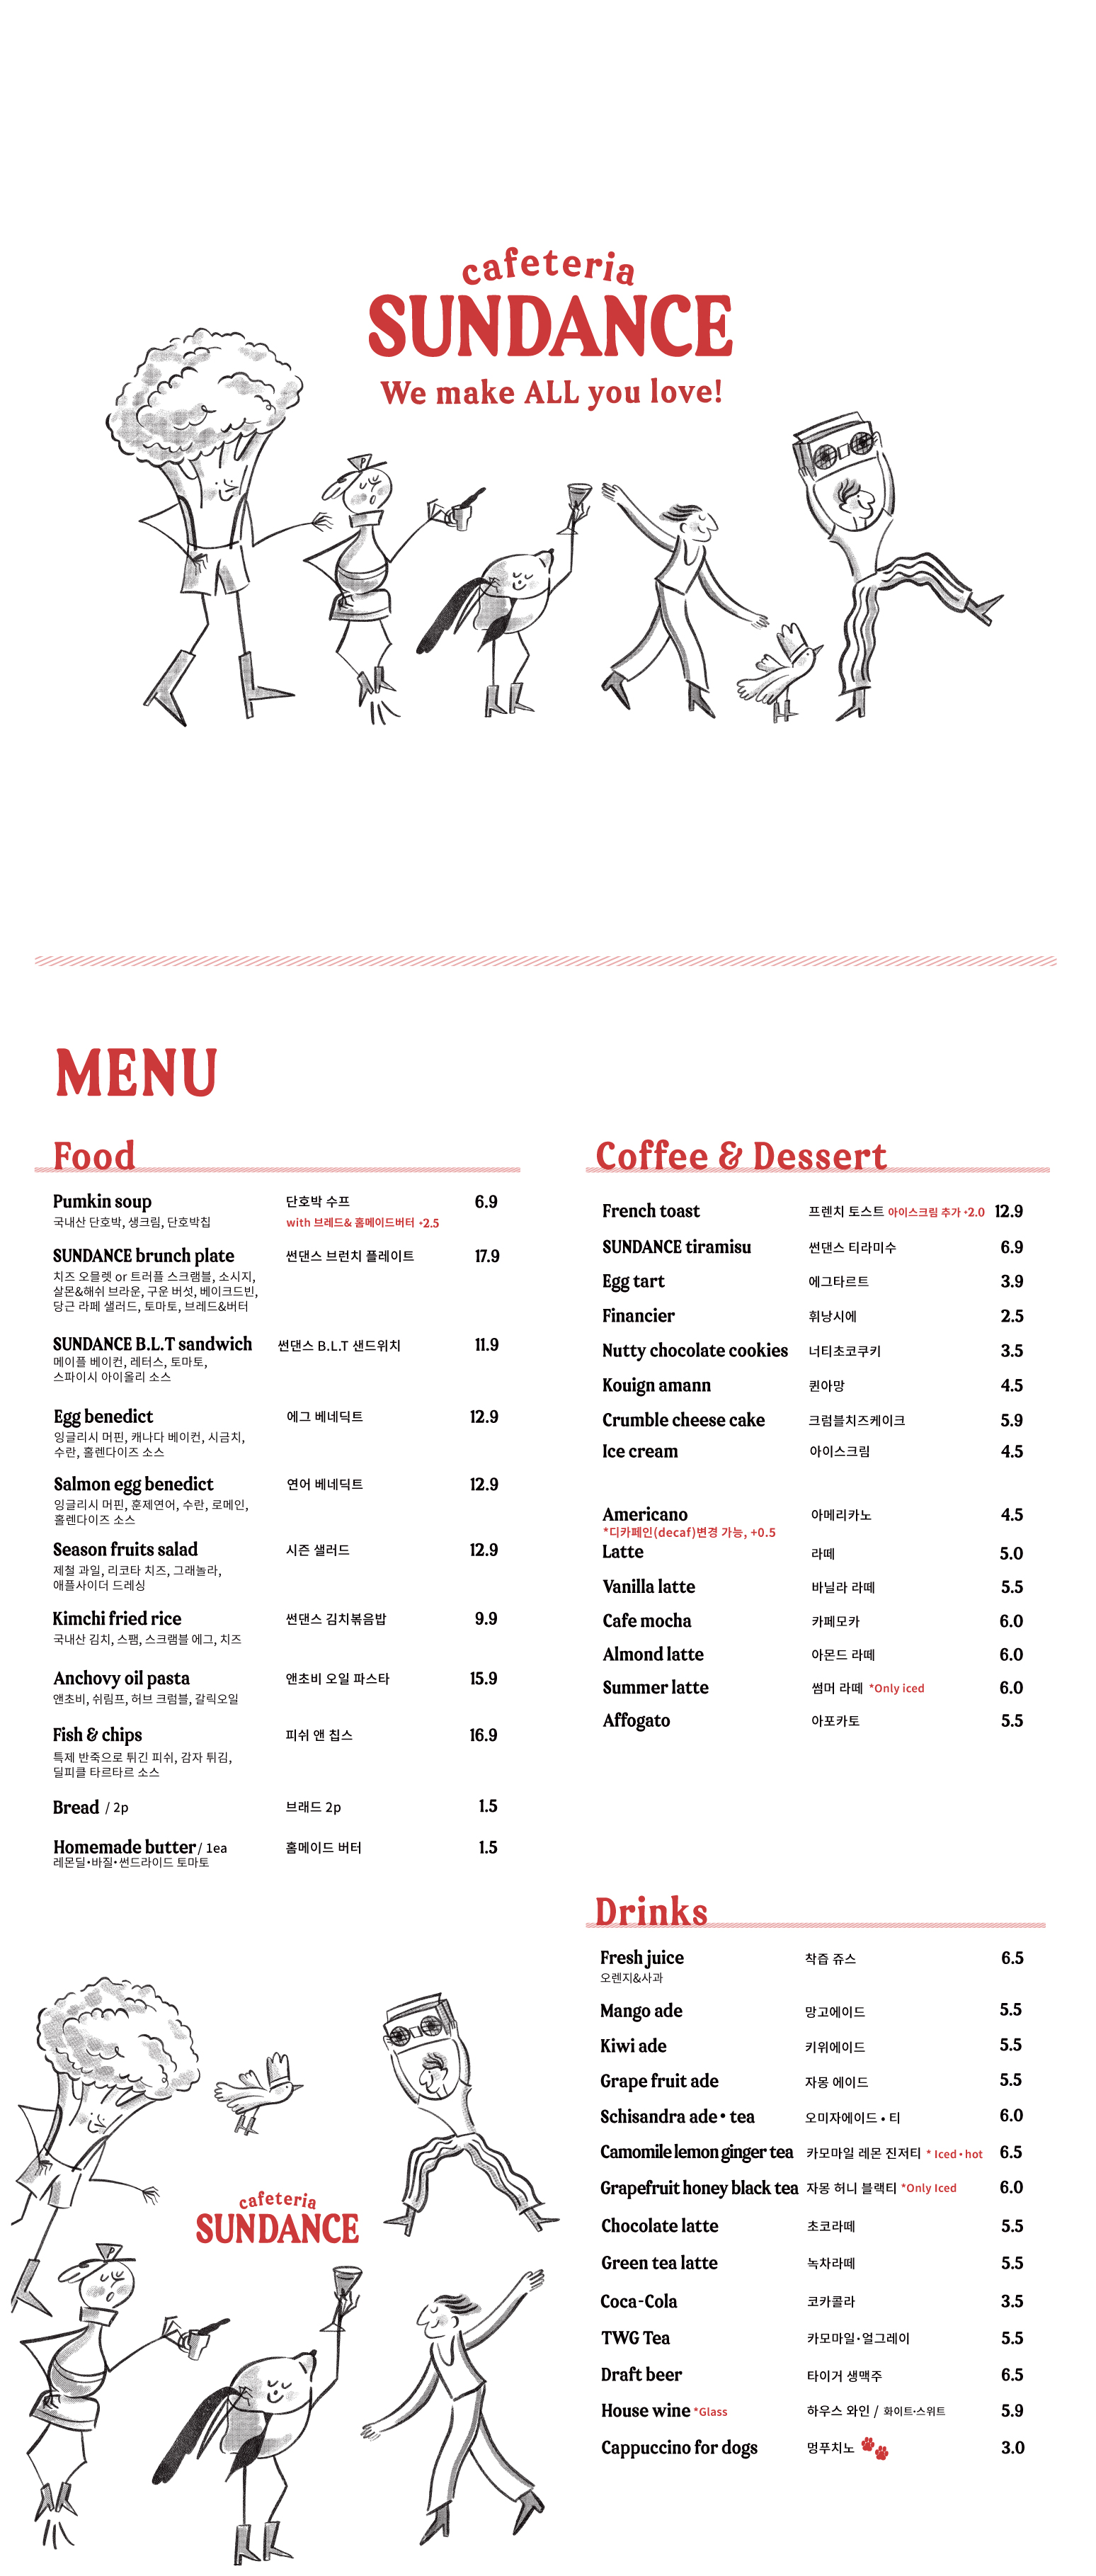 cafeteria
SUNDANCE
We make ALL you love!
P
MENU
Food
Pumkin soup 단호박 수프 6.9
국내산 단호박, 생크림, 단호박칩 with 브레드& 홈메이드버터 •2.5
SUNDANCE brunch plate 썬댄스 브런치 플레이트 17.9
치즈 오믈렛 or 트러플 스크램블, 소시지,
살몬&해쉬 브라운, 구운 버섯, 베이크드빈,
당근 라페 샐러드, 토마토, 브레드&버터
SUNDANCE B.L.T sandwich 썬댄스 B.L.T 샌드위치 11.9
메이플 베이컨, 레터스, 토마토,
스파이시 아이올리 소스
Egg benedict 에그 베네딕트 12.9
잉글리시 머핀, 캐나다 베이컨, 시금치,
수란, 홀렌다이즈 소스
Salmon egg benedict 연어 베네딕트 12.9
잉글리시 머핀, 훈제연어, 수란, 로메인,
홀렌다이즈 소스
Season fruits salad 시즌 샐러드 12.9
제철 과일, 리코타 치즈, 그래놀라,
애플사이더 드레싱
Kimchi fried rice 썬댄스 김치볶음밥 9.9
국내산 김치, 스팸, 스크램블 에그, 치즈
Anchovy oil pasta 앤초비 오일 파스타 15.9
앤초비, 쉬림프, 허브 크럼블, 갈릭오일
Fish & chips 피쉬 앤 칩스 16.9
특제 반죽으로 튀긴 피쉬, 감자 튀김,
딜피클 타르타르 소스
Bread / 2p 브래드 2p 1.5
Homemade butter / 1ea 홈메이드 버터 1.5
레몬딜•바질•썬드라이드 토마토
Coffee & Dessert
French toast 프렌치 토스트 아이스크림 추가 •2.0 12.9
SUNDANCE tiramisu 썬댄스 티라미수 6.9
Egg tart 에그타르트 3.9
Financier 휘낭시에 2.5
Nutty chocolate cookies 너티초코쿠키 3.5
Kouign amann 퀸아망 4.5
Crumble cheese cake 크럼블치즈케이크 5.9
Ice cream 아이스크림 4.5
Americano 아메리카노 4.5
*디카페인(decaf)변경 가능, +0.5
Latte 라떼 5.0
Vanilla latte 바닐라 라떼 5.5
Cafe mocha 카페모카 6.0
Almond latte 아몬드 라떼 6.0
Summer latte 썸머 라떼 *Only iced 6.0
Affogato 아포카토 5.5
Drinks
Fresh juice 착즙 쥬스 6.5
오렌지&사과
Mango ade 망고에이드 5.5
Kiwi ade 키위에이드 5.5
Grape fruit ade 자몽 에이드 5.5
Schisandra ade • tea 오미자에이드 • 티 6.0
Camomile lemon ginger tea 카모마일 레몬 진저티 * Iced • hot 6.5
Grapefruit honey black tea 자몽 허니 블랙티 *Only Iced 6.0
Chocolate latte 초코라떼 5.5
Green tea latte 녹차라떼 5.5
Coca-Cola 코카콜라 3.5
TWG Tea 카모마일•얼그레이 5.5
Draft beer 타이거 생맥주 6.5
House wine *Glass 하우스 와인 / 화이트•스위트 5.9
Cappuccino for dogs 멍푸치노 3.0
cafeteria
SUNDANCE
P